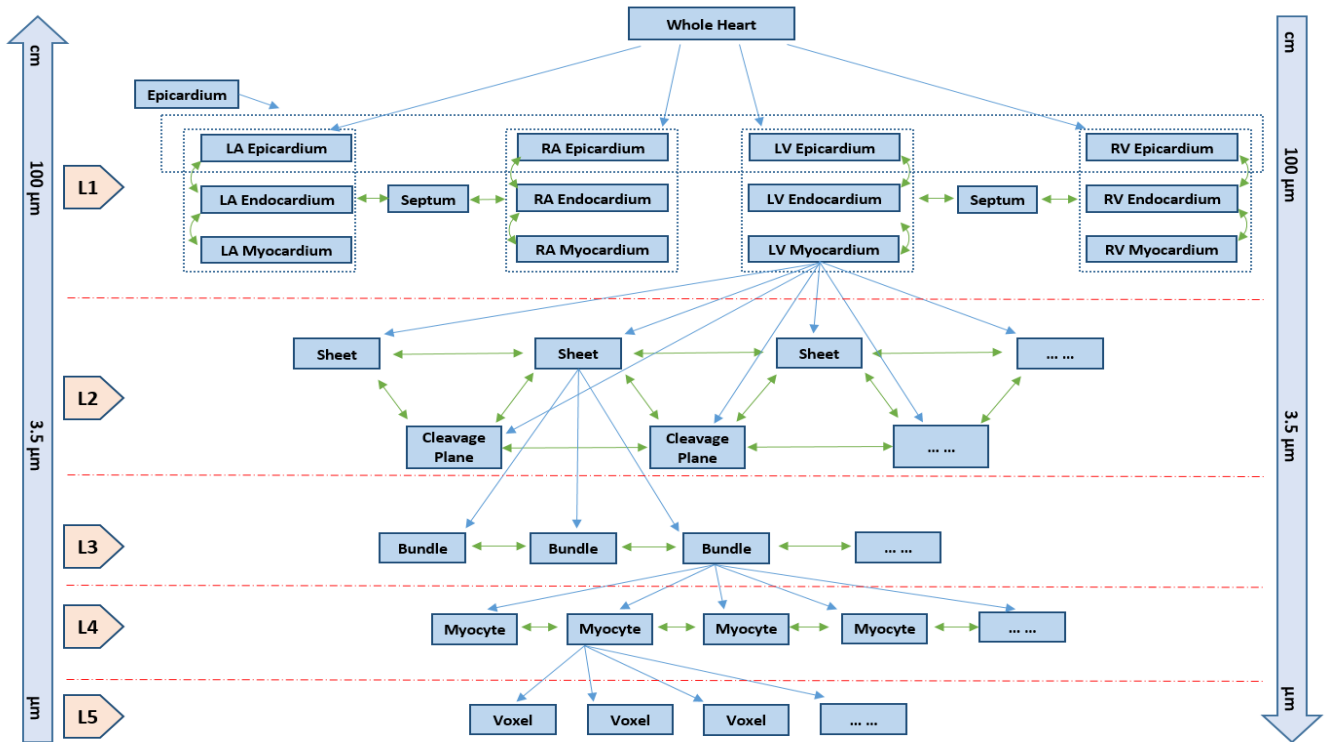 Whole Heart
cm
cm
Epicardium
LA Epicardium
RA Epicardium
LV Epicardium
RV Epicardium
100 µm
100 µm
L1
LA Endocardium
Septum
RA Endocardium
LV Endocardium
Septum
RV Endocardium
LA Myocardium
RA Myocardium
LV Myocardium
RV Myocardium
Sheet
Sheet
Sheet
... ...
L2
3.5 µm
3.5 µm
Cleavage
Plane
Cleavage
Plane
... ...
L3
Bundle
Bundle
Bundle
... ...
L4
Myocyte
Myocyte
Myocyte
Myocyte
... ...
µm
µm
L5
Voxel
Voxel
Voxel
... ...